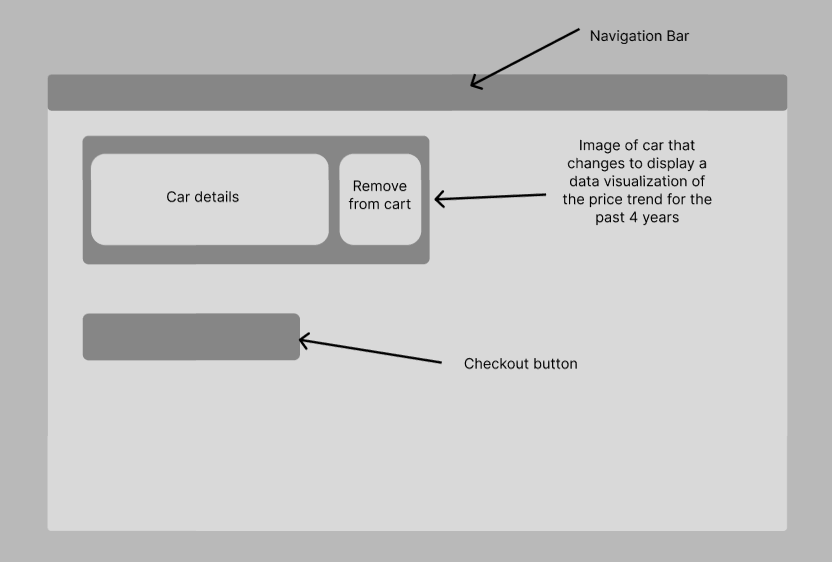 Navigation Bar
Image of car that
changes to display a
data visualization of
the price trend for the
past 4 years
Car details
Remove
from cart
Checkout button